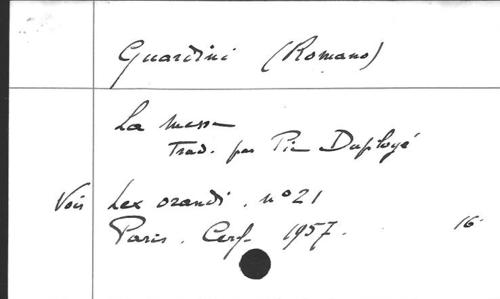 Guardini (Romano)
La messe
Trad. par Pie Duployé
Voir Lex orandi. n° 21
Paris. Cerf. 1957. 16